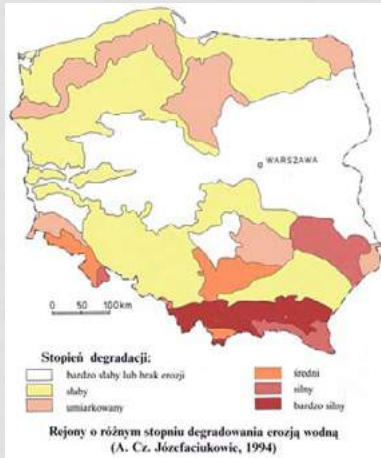 WARSZAWA
50 0 50 100km
Stopień degradacji:
bardzo słaby lub brak erozji
słaby
umiarkowany
średni
silny
bardzo silny
Rejony o różnym stopniu degradowania erozją wodną
(A. Cz. Józefaciukowie, 1994)